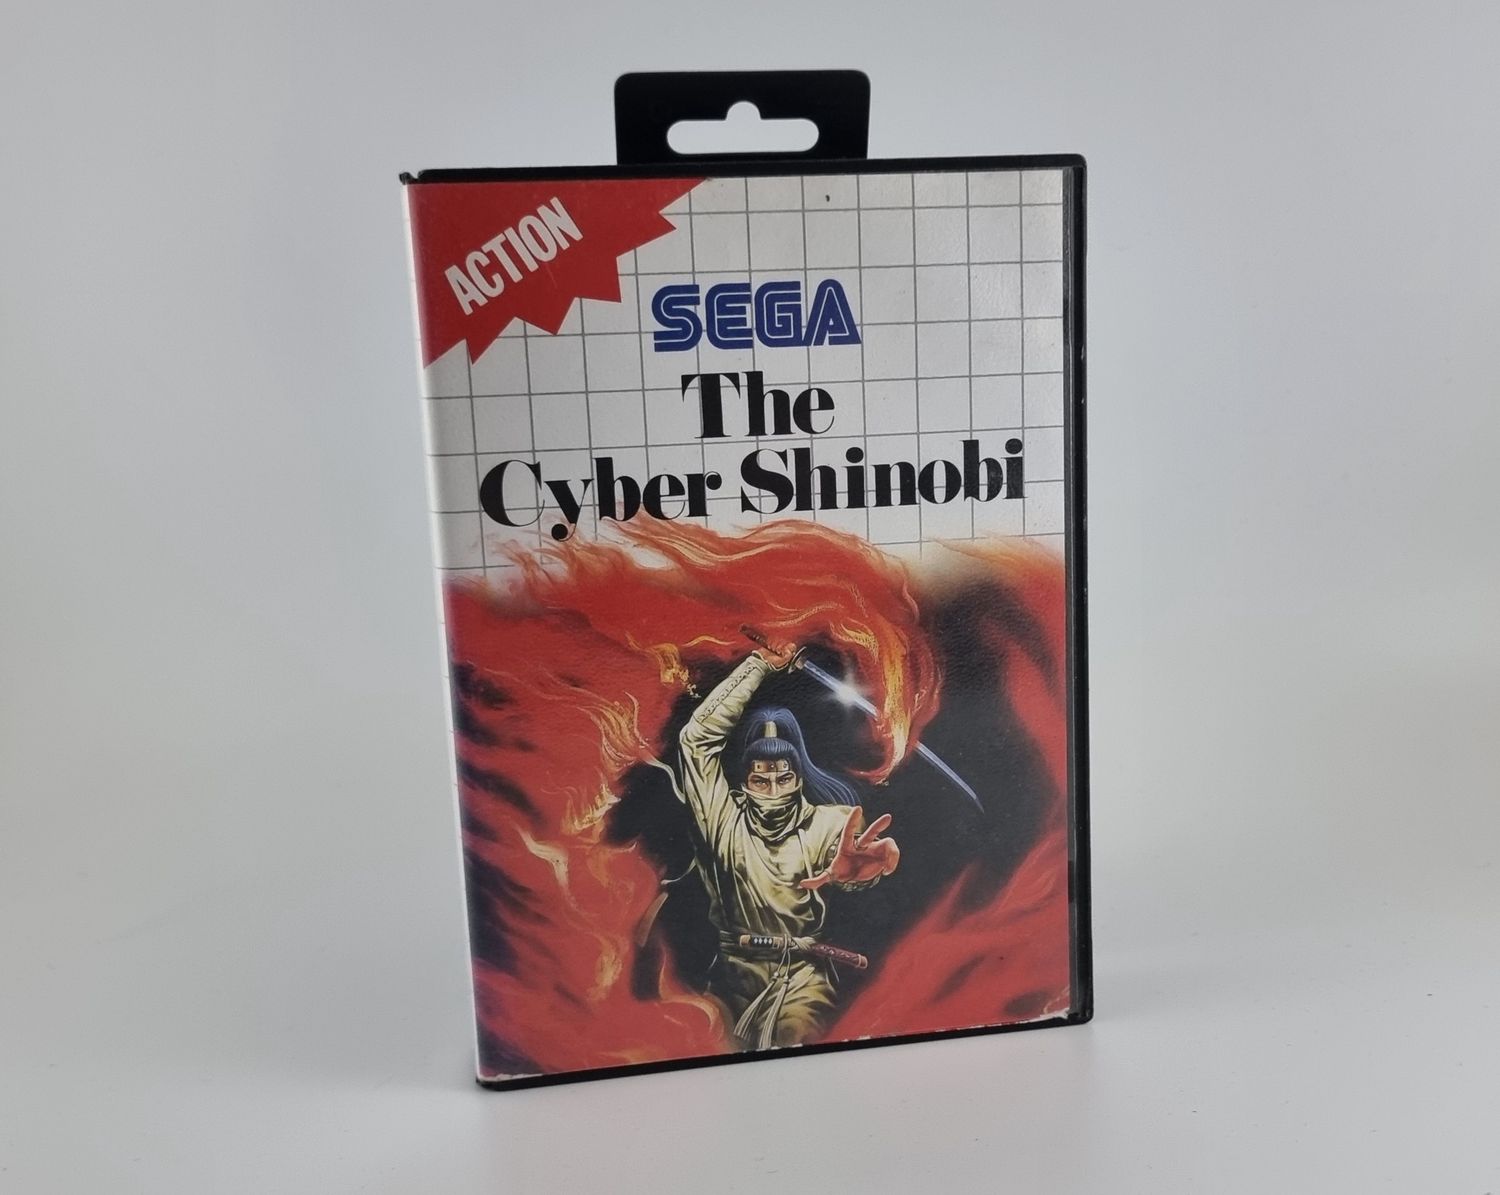 ACTION
SEGA
The
Cyber Shinobi